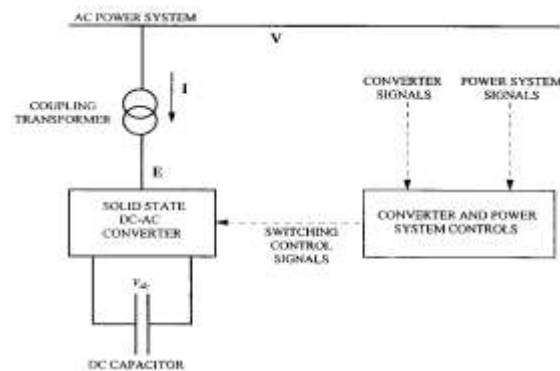 AC POWER SYSTEM
V
I
COUPLING
TRANSFORMER
CONVERTER
SIGNALS
POWER SYSTEM
SIGNALS
E
SOLID STATE
DC-AC
CONVERTER
SWITCHING
CONTROL
SIGNALS
CONVERTER AND POWER
SYSTEM CONTROLS
Vdc
DC CAPACITOR